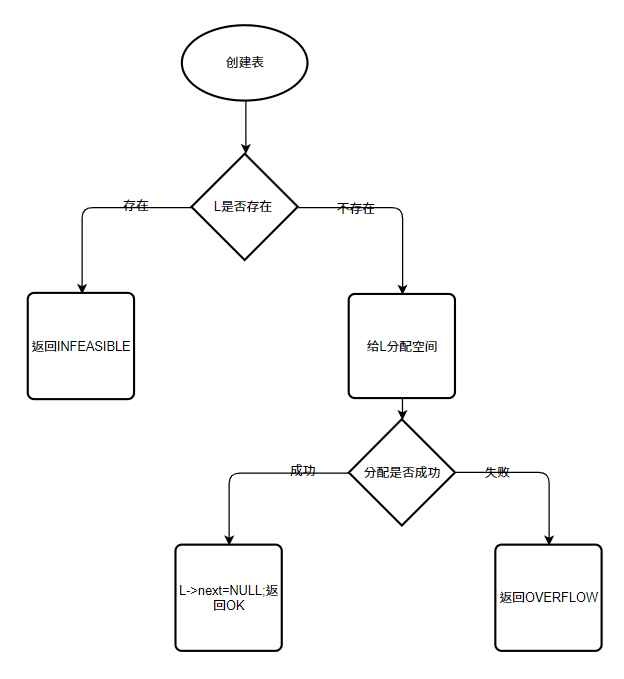 创建表
L是否存在
存在
不存在
返回INFEASIBLE
给L分配空间
分配是否成功
成功
失败
L->next=NULL;返
回OK
返回OVERFLOW